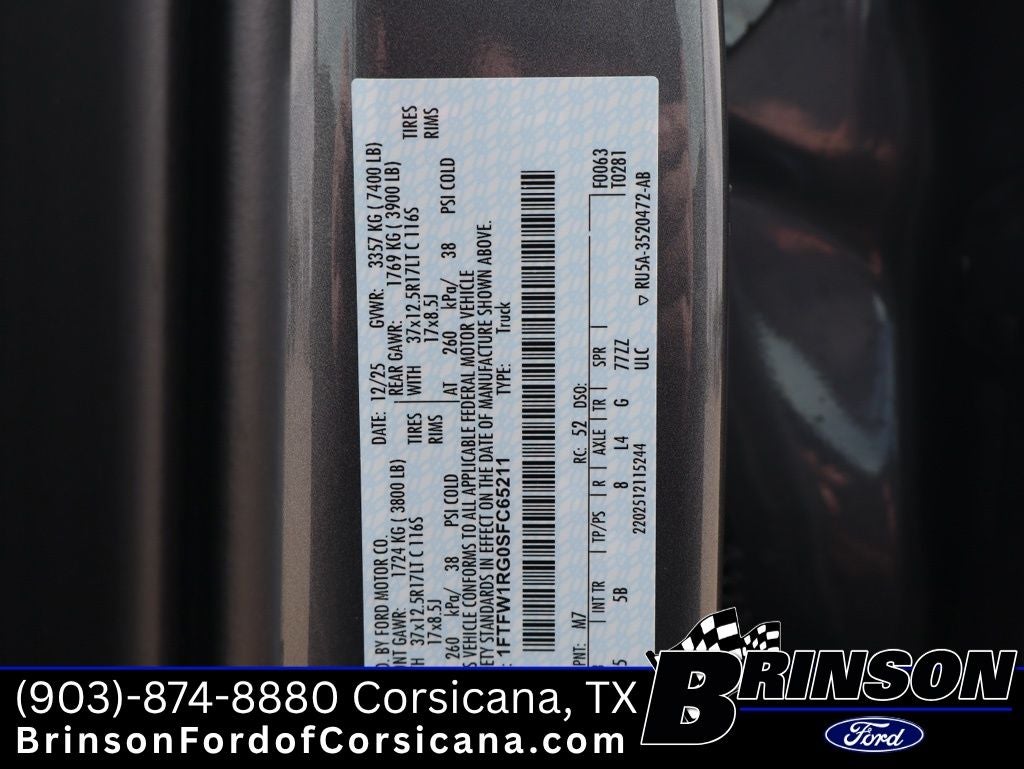 D. BY FORD MOTOR CO.
DATE: 12/25 GVWR: 3357 KG ( 7400 LB)
NT GAWR: 1724 KG ( 3800 LB)
REAR GAWR: 1769 KG ( 3900 LB)
H 37x12.5R17LT C 116S TIRES
WITH 37x12.5R17LT C 116S TIRES
17x8.5J RIMS
17x8.5J RIMS
260 kPa/ 38 PSI COLD
AT 260 kPa/ 38 PSI COLD
S VEHICLE CONFORMS TO ALL APPLICABLE FEDERAL MOTOR VEHICLE
ETY STANDARDS IN EFFECT ON THE DATE OF MANUFACTURE SHOWN ABOVE.
: 1FTFW1RG0SFC65211 TYPE: Truck
PNT: M7 RC: 52 DSO:
INT TR | TP/PS | R | AXLE | TR | SPR
F0063
T0281
5 5B 8 L4 G 77ZZ
ULC
2202512115244
▽ RU5A-3520472-AB
(903)-874-8880 Corsicana, TX
BrinsonFordofCorsicana.com
BRINSON
Ford